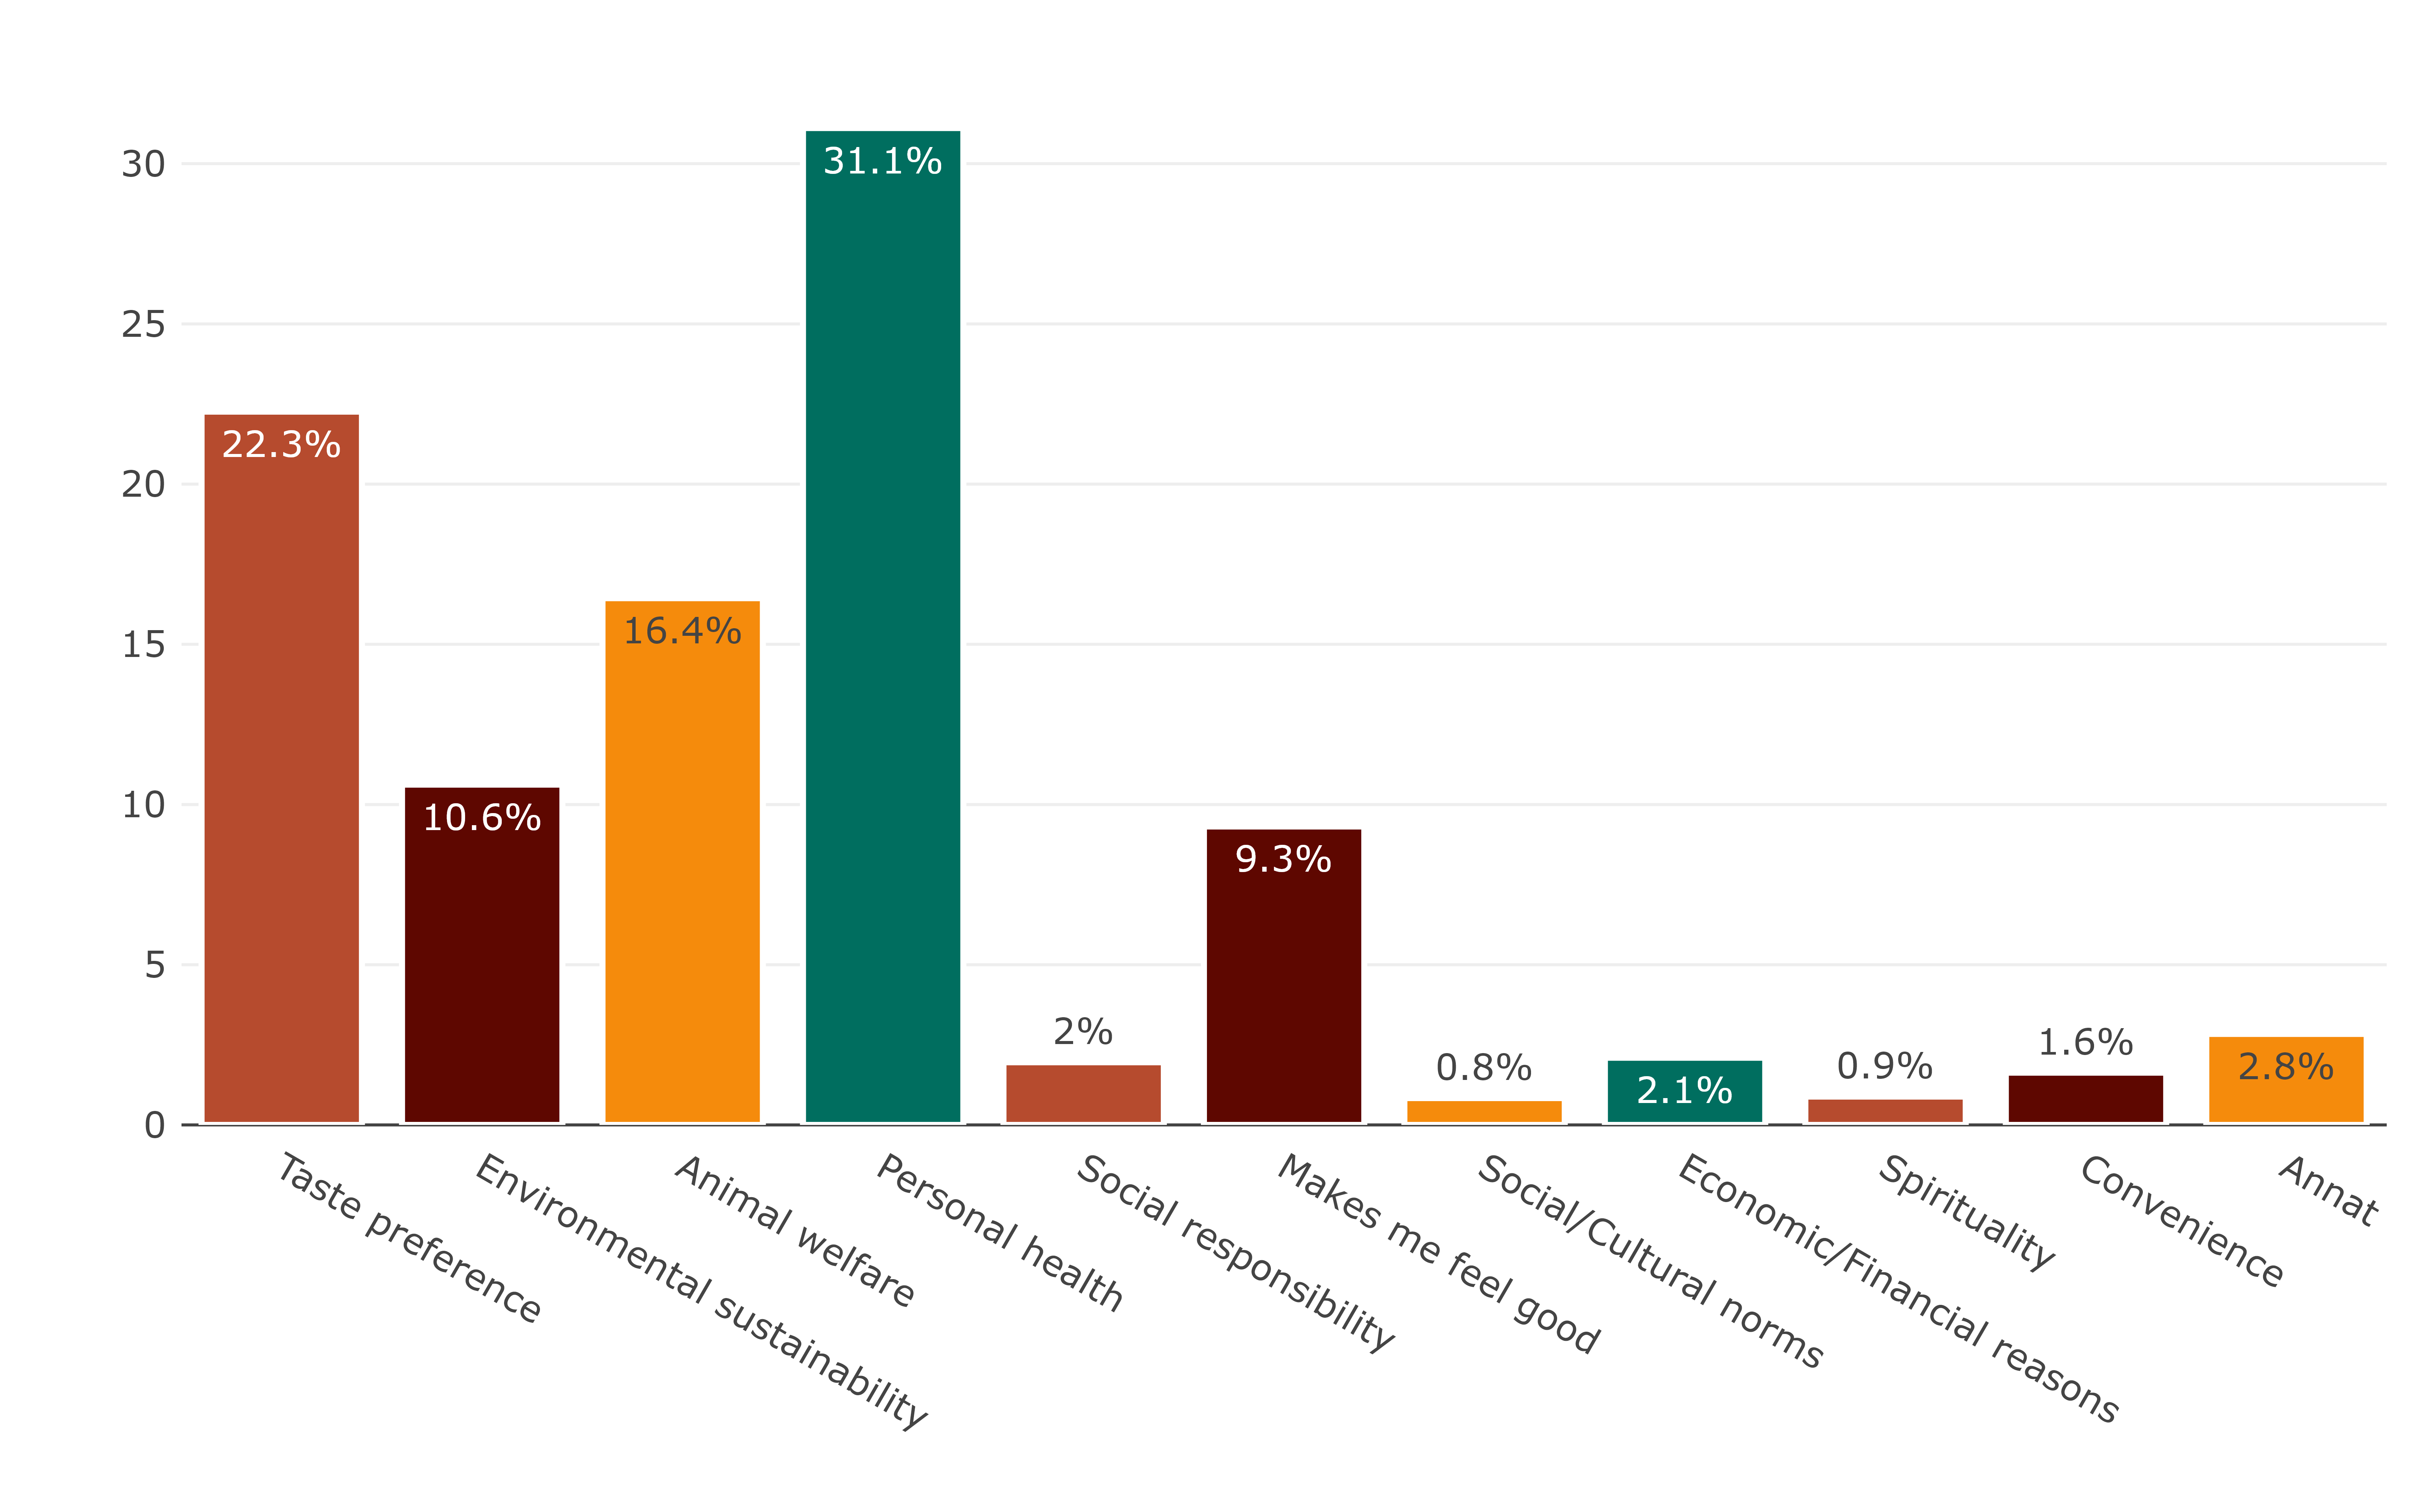 30
25
20
15
10
5
0
22.3%
10.6%
16.4%
31.1%
2%
9.3%
0.8%
2.1%
0.9%
1.6%
2.8%
Taste preference
Environmental sustainability
Animal welfare
Personal health
Social responsibility
Makes me feel good
Social/Cultural norms
Economic/Financial reasons
Spirituality
Convenience
Annat